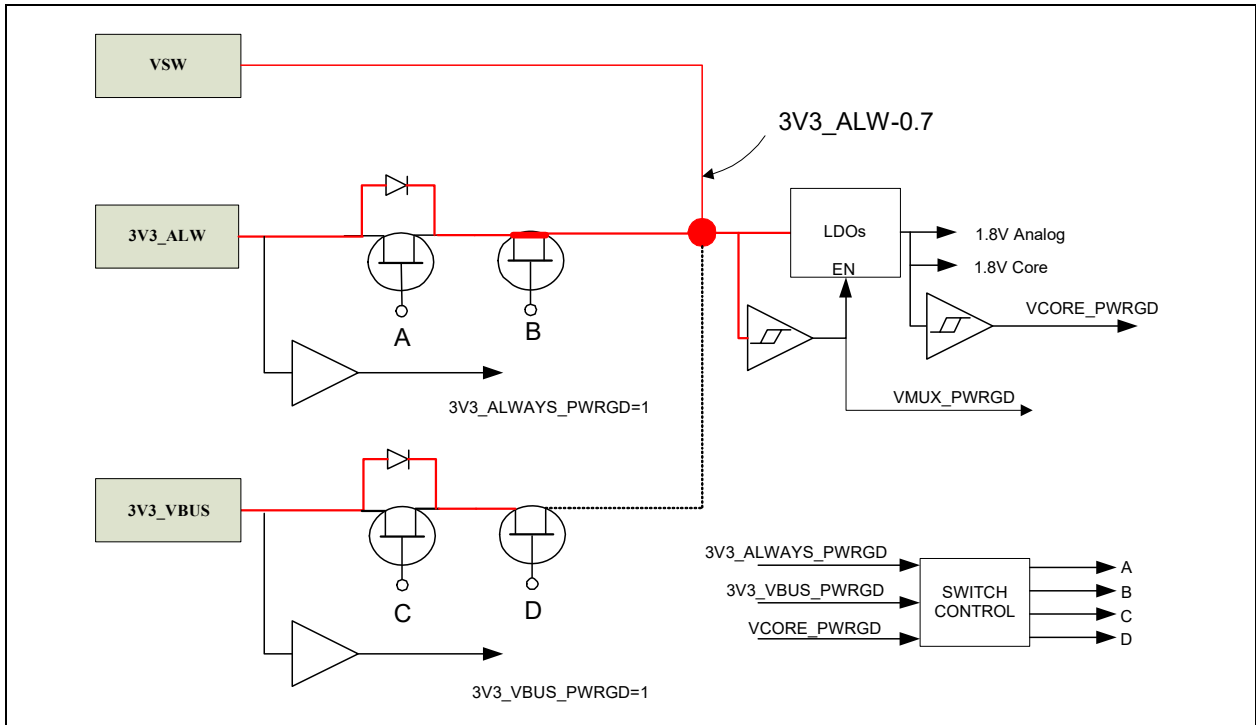 VSW
3V3_ALW-0.7
3V3_ALW
LDOs
EN
1.8V Analog
1.8V Core
A
B
VCORE_PWRGD
3V3_ALWAYS_PWRGD=1
VMUX_PWRGD
3V3_VBUS
C
D
3V3_VBUS_PWRGD=1
3V3_ALWAYS_PWRGD
3V3_VBUS_PWRGD
VCORE_PWRGD
SWITCH
CONTROL
A
B
C
D